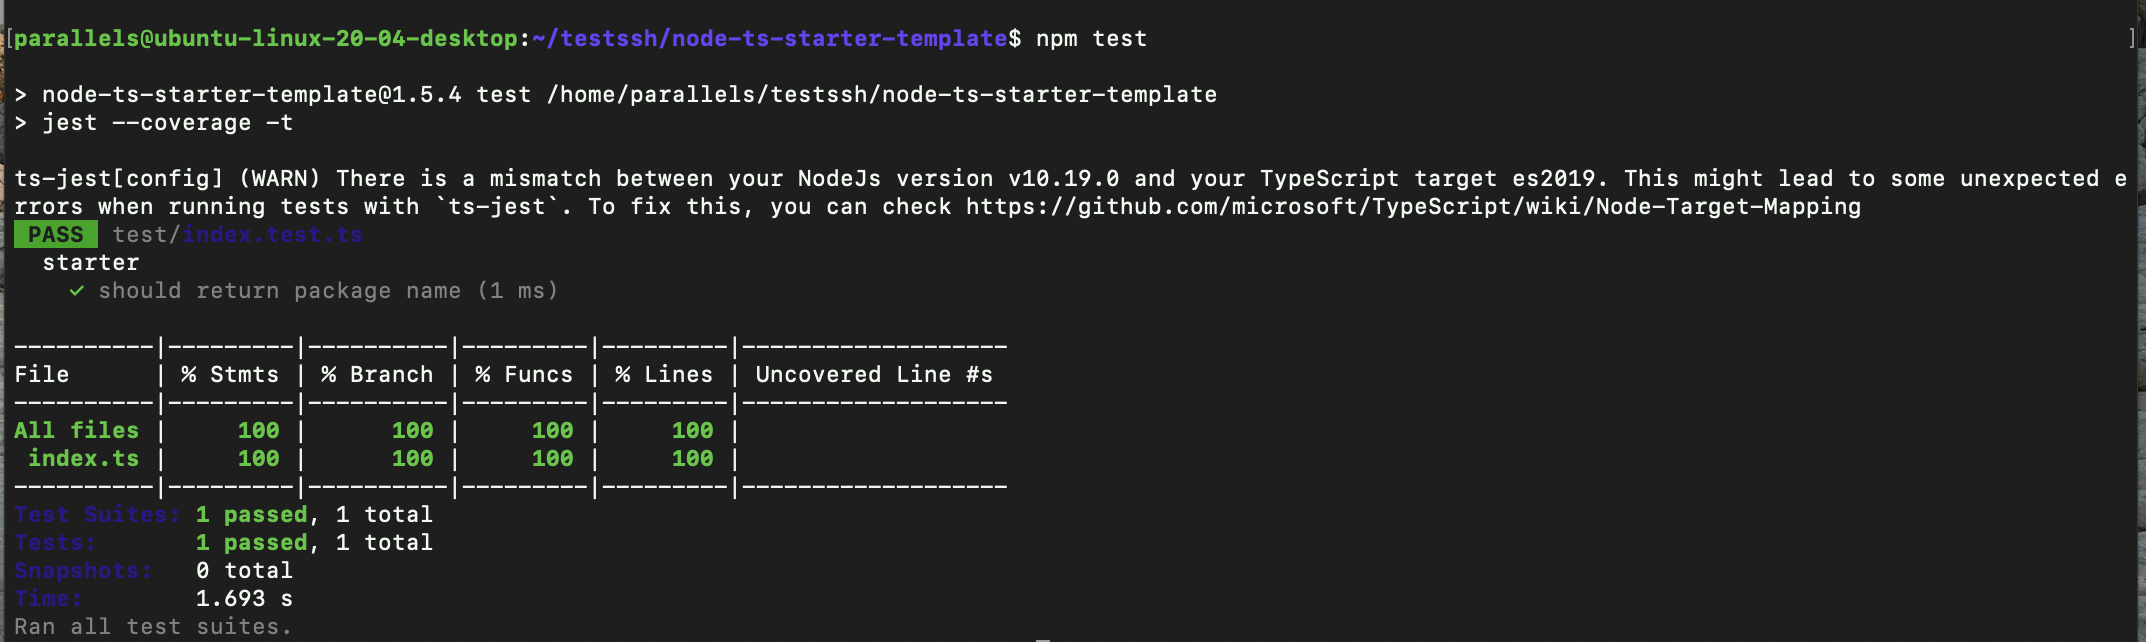 [parallels@ubuntu-linux-20-04-desktop:~/testssh/node-ts-starter-template$ npm test ]
> node-ts-starter-template@1.5.4 test /home/parallels/testssh/node-ts-starter-template
> jest --coverage -t
ts-jest[config] (WARN) There is a mismatch between your NodeJs version v10.19.0 and your TypeScript target es2019. This might lead to some unexpected e
rrors when running tests with `ts-jest`. To fix this, you can check https://github.com/microsoft/TypeScript/wiki/Node-Target-Mapping
PASS test/index.test.ts
starter
✓ should return package name (1 ms)
----------|---------|----------|---------|---------|-------------------
File      | % Stmts | % Branch | % Funcs | % Lines | Uncovered Line #s
----------|---------|----------|---------|---------|-------------------
All files |     100 |      100 |     100 |     100 |
 index.ts |     100 |      100 |     100 |     100 |
----------|---------|----------|---------|---------|-------------------
Test Suites: 1 passed, 1 total
Tests:       1 passed, 1 total
Snapshots:   0 total
Time:        1.693 s
Ran all test suites.